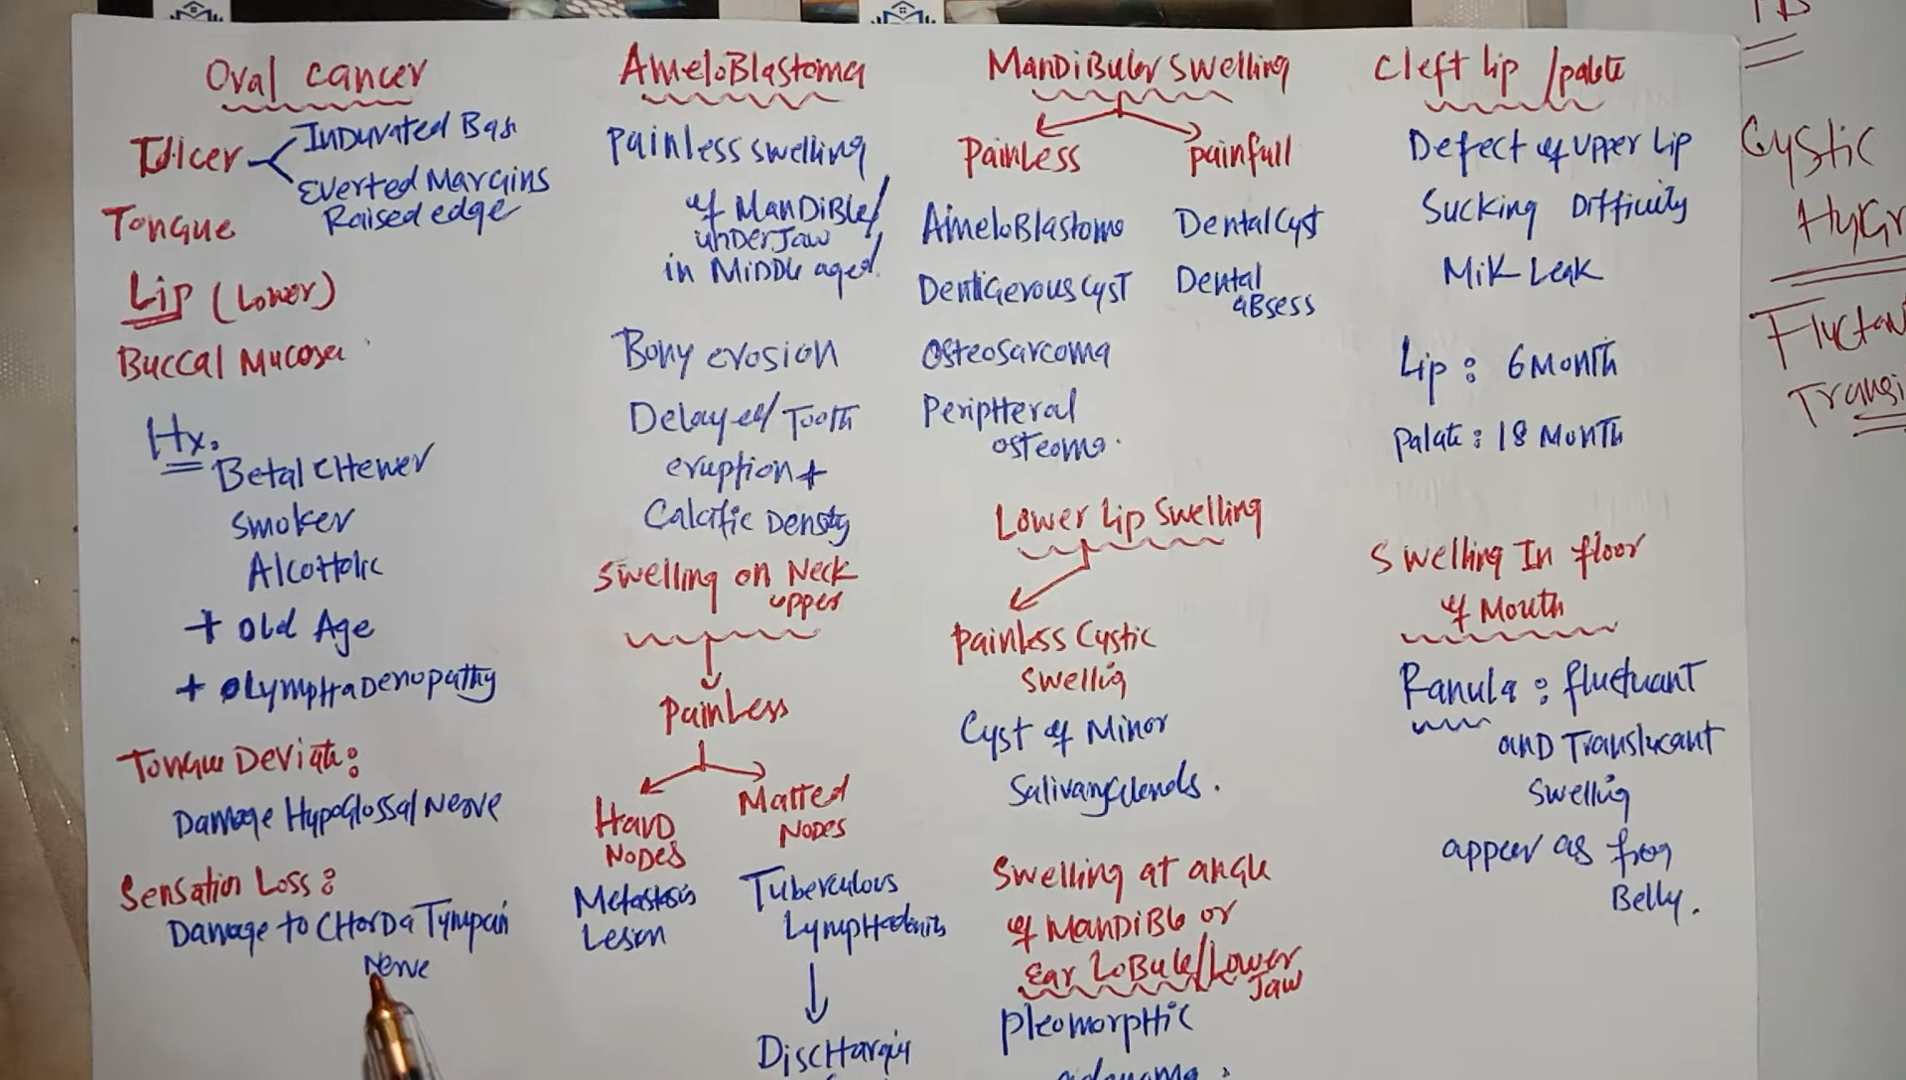 Oval cancer
Ulcer
Indurated Base
Everted Margins
Raised edge
Tongue
Lip (Lower)
Buccal Mucosa
Hx.
Betal cHewer
Smoker
AlcoHolic
+ Old Age
+ LympHaDenopathy
Tongue Deviate:
Damage HypoGlossal Nerve
Sensation Loss:
Damage to CHorDa Tympani
Nerve
AmeloBlastoma
Painless swelling
of ManDiBle/
unDerJaw
in MiDDle aged.
Bony erosion
Delayed Tooth
eruption +
Calcific Density
Swelling on Neck
upper
Painless
HarD
NoDes
Metastasis
Lesion
Matted
NoDes
Tuberculous
LympHadenitis
DiscHarging
ManDiBuler swelling
Painless
painfull
AmeloBlastoma
DentiGerous Cyst
Osteosarcoma
PeripHeral
osteoma.
Dental Cyst
Dental
aBsess
Lower Lip Swelling
Painless Cystic
Swelling
Cyst of Minor
Salivary Glands.
Swelling at angle
of ManDiBle or
Ear LoBule/Lower
Jaw
PleomorpHic
adenoma.
Cleft Lip /palate
Defect of Upper Lip
Sucking Difficulty
Milk Leak
Lip : 6 Month
Palate : 18 Month
Swelling In floor
of Mouth
Ranula : fluctuant
anD Translucant
Swelling
appear as frog
Belly.
Cystic